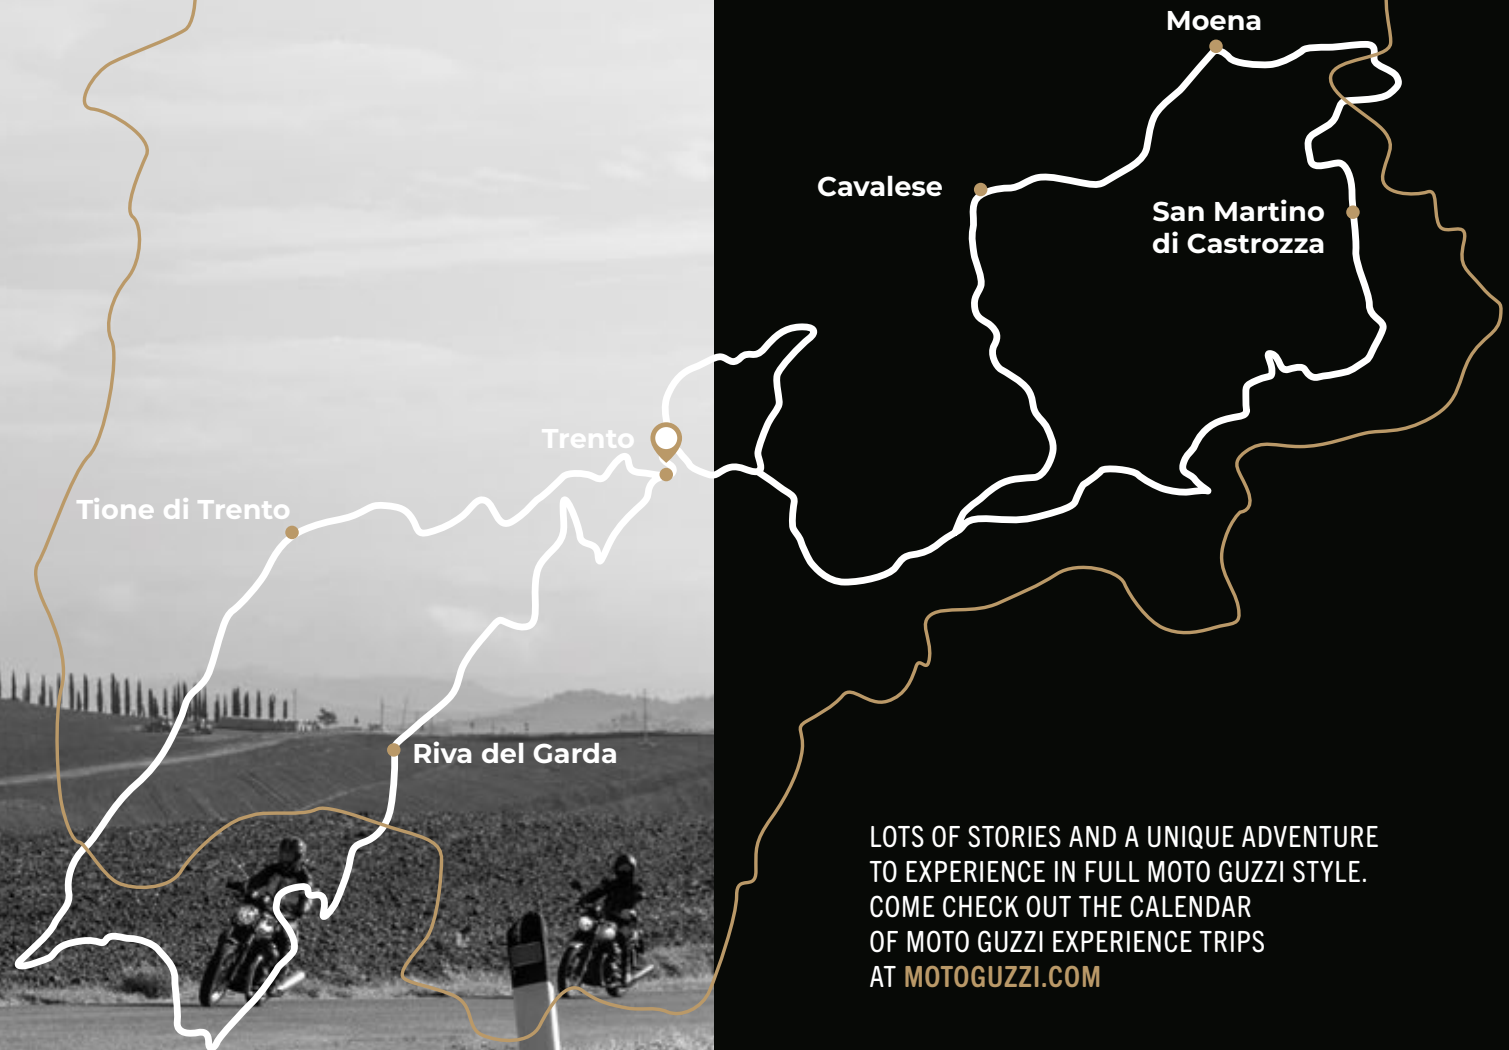 Moena
Cavalese
San Martino
di Castrozza
Trento
Tione di Trento
Riva del Garda
LOTS OF STORIES AND A UNIQUE ADVENTURE
TO EXPERIENCE IN FULL MOTO GUZZI STYLE.
COME CHECK OUT THE CALENDAR
OF MOTO GUZZI EXPERIENCE TRIPS
AT MOTOGUZZI.COM